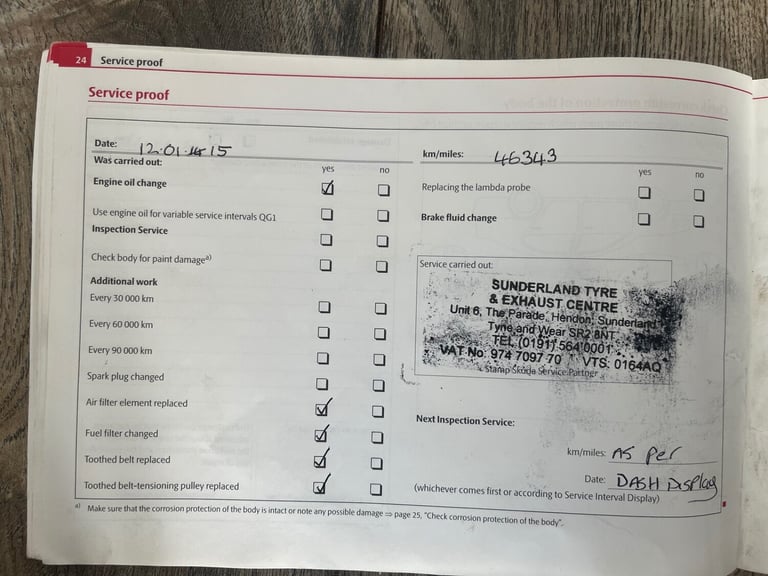 24 Service proof
Service proof
Date: 12.01.15
km/miles: 46343
Was carried out:
yes no
yes no
Engine oil change
Replacing the lambda probe
Use engine oil for variable service intervals QG1
Brake fluid change
Inspection Service
Check body for paint damageᵃ⁾
Additional work
Every 30 000 km
Every 60 000 km
Every 90 000 km
Spark plug changed
Air filter element replaced
Fuel filter changed
Toothed belt replaced
Toothed belt-tensioning pulley replaced
Service carried out:
SUNDERLAND TYRE
& EXHAUST CENTRE
Unit 6, The Parade, Hendon, Sunderland
Tyne and Wear SR2 8NT
TEL (0191) 564 0001
VAT No: 974 7097 70 VTS: 0164AQ
Stamp Škoda Service Partner
Next Inspection Service:
km/miles: AS Per
Date: DASH DISPlay
(whichever comes first or according to Service Interval Display)
ᵃ⁾ Make sure that the corrosion protection of the body is intact or note any possible damage ⇒ page 25, "Check corrosion protection of the body".